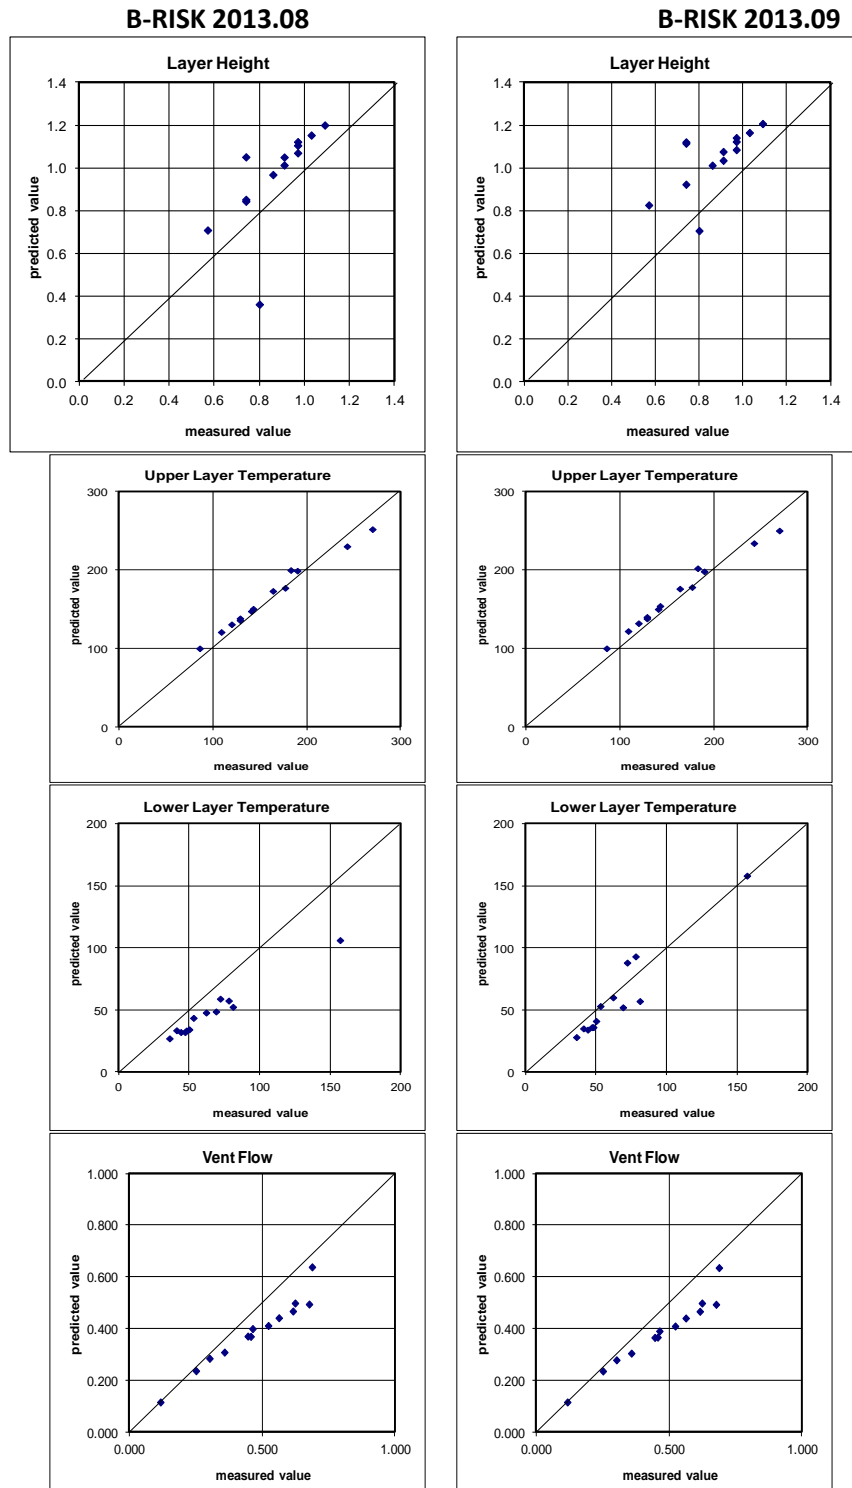 B-RISK 2013.08
B-RISK 2013.09
Layer Height
1.4
1.2
1.0
0.8
0.6
0.4
0.2
0.0
predicted value
0.0 0.2 0.4 0.6 0.8 1.0 1.2 1.4
measured value
Layer Height
1.4
1.2
1.0
0.8
0.6
0.4
0.2
0.0
predicted value
0.0 0.2 0.4 0.6 0.8 1.0 1.2 1.4
measured value
Upper Layer Temperature
300
200
100
0
predicted value
0 100 200 300
measured value
Upper Layer Temperature
300
200
100
0
predicted value
0 100 200 300
measured value
Lower Layer Temperature
200
150
100
50
0
predicted value
0 50 100 150 200
measured value
Lower Layer Temperature
200
150
100
50
0
predicted value
0 50 100 150 200
measured value
Vent Flow
1.000
0.800
0.600
0.400
0.200
0.000
predicted value
0.000 0.500 1.000
measured value
Vent Flow
1.000
0.800
0.600
0.400
0.200
0.000
predicted value
0.000 0.500 1.000
measured value